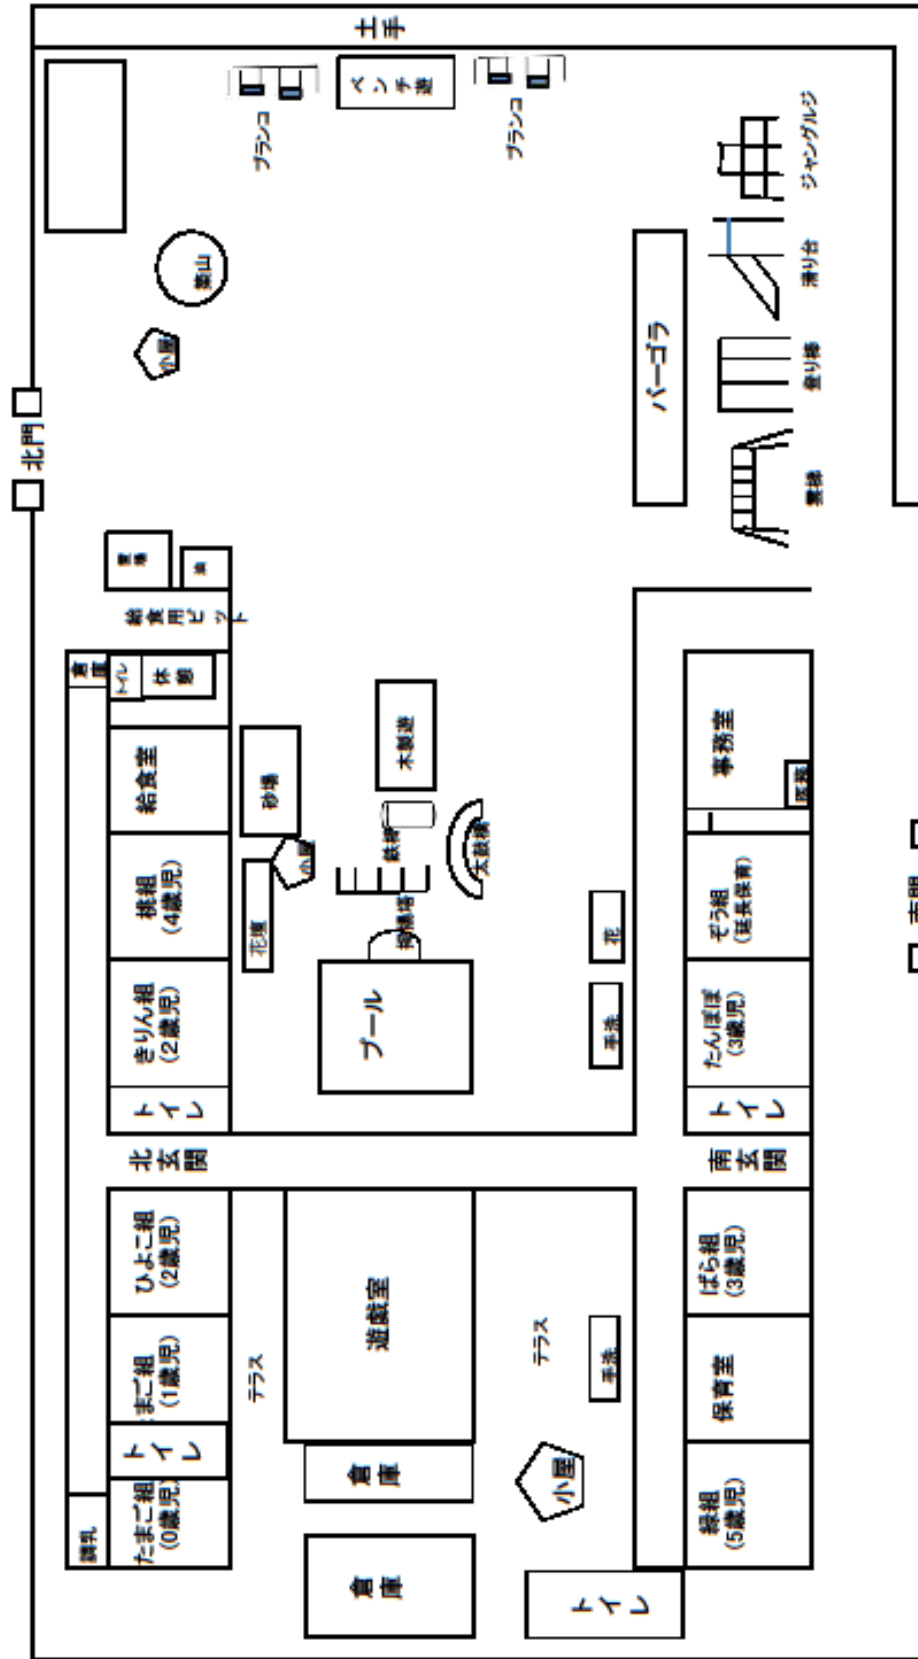 北門
調乳
倉庫
たまご組
(0歳児)
トイレ
まご組
(1歳児)
ひよこ組
(2歳児)
北玄関
トイレ
きりん組
(2歳児)
桃組
(4歳児)
給食室
トイレ
休憩
給食用ピット
小屋
築山
テラス
花壇
小屋
砂場
ブランコ
倉庫
倉庫
遊戯室
プール
掲揚塔
鉄棒
木製遊
太鼓橋
ベンチ遊
土手
ブランコ
トイレ
小屋
テラス
手洗
手洗
花
パーゴラ
緑組
(5歳児)
保育室
ばら組
(3歳児)
南玄関
トイレ
たんぽぽ
(3歳児)
ぞう組
(延長保育)
事務室
医務
雲梯
登り棒
滑り台
ジャングルジ